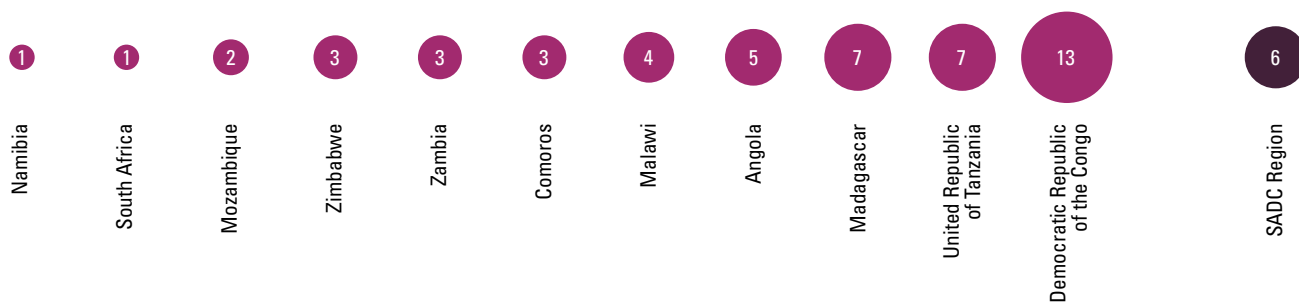 1
1
2
3
3
3
4
5
7
7
13
6
Namibia
South Africa
Mozambique
Zimbabwe
Zambia
Comoros
Malawi
Angola
Madagascar
United Republic
of Tanzania
Democratic Republic
of the Congo
SADC Region